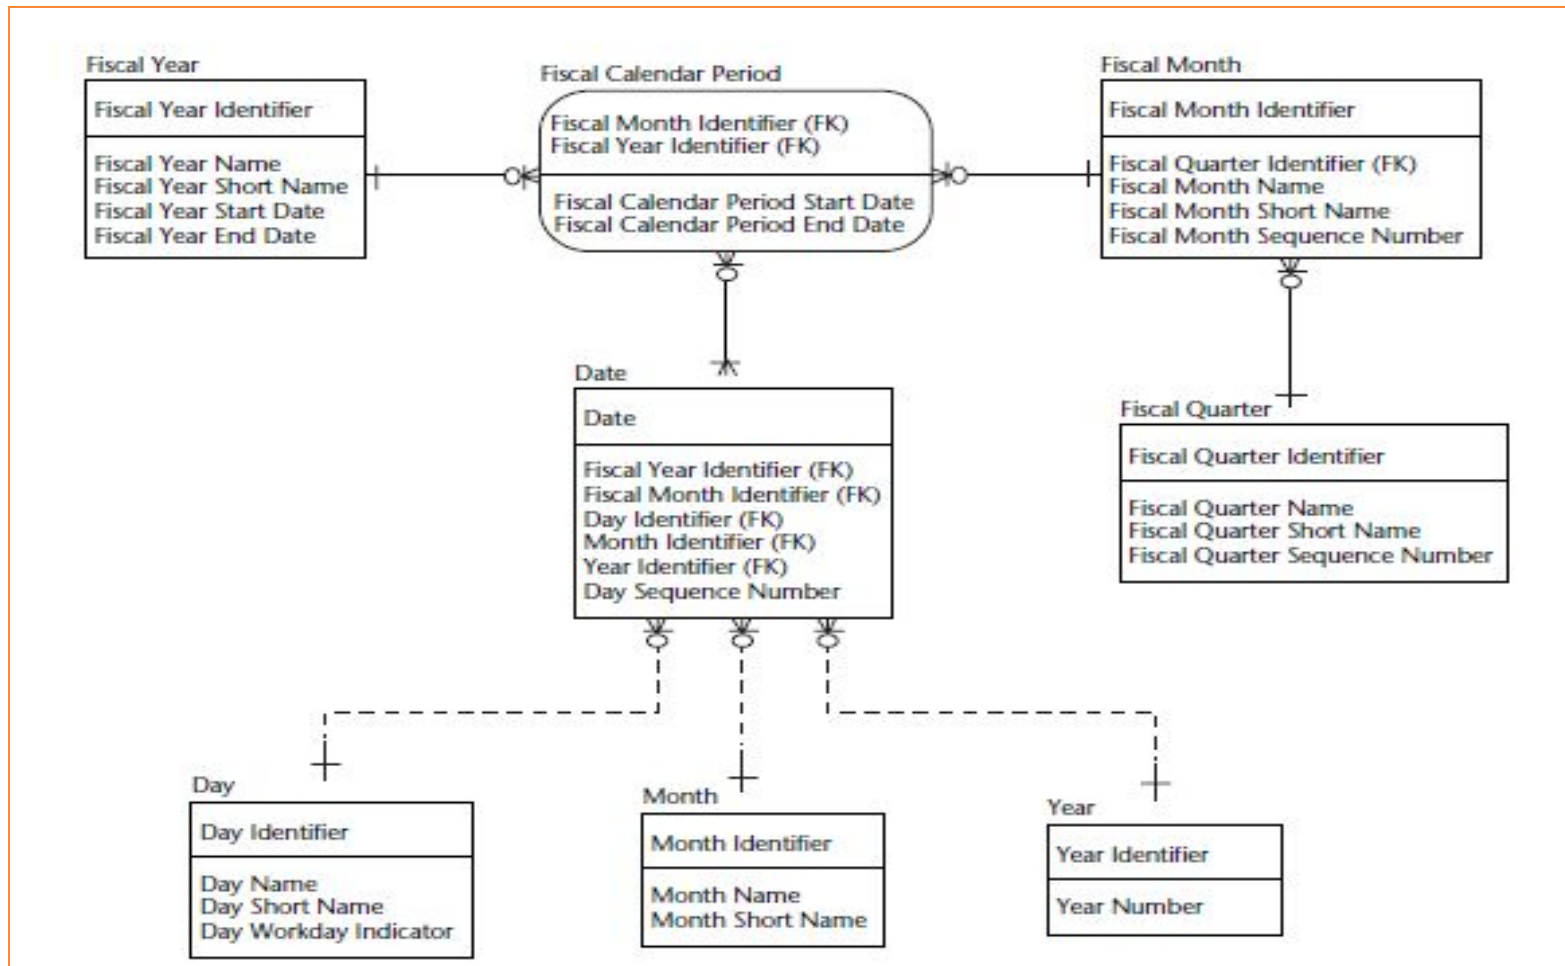 Fiscal Year
Fiscal Year Identifier
Fiscal Year Name
Fiscal Year Short Name
Fiscal Year Start Date
Fiscal Year End Date
Fiscal Calendar Period
Fiscal Month Identifier (FK)
Fiscal Year Identifier (FK)
Fiscal Calendar Period Start Date
Fiscal Calendar Period End Date
Fiscal Month
Fiscal Month Identifier
Fiscal Quarter Identifier (FK)
Fiscal Month Name
Fiscal Month Short Name
Fiscal Month Sequence Number
Date
Date
Fiscal Year Identifier (FK)
Fiscal Month Identifier (FK)
Day Identifier (FK)
Month Identifier (FK)
Year Identifier (FK)
Day Sequence Number
Fiscal Quarter
Fiscal Quarter Identifier
Fiscal Quarter Name
Fiscal Quarter Short Name
Fiscal Quarter Sequence Number
Day
Day Identifier
Day Name
Day Short Name
Day Workday Indicator
Month
Month Identifier
Month Name
Month Short Name
Year
Year Identifier
Year Number